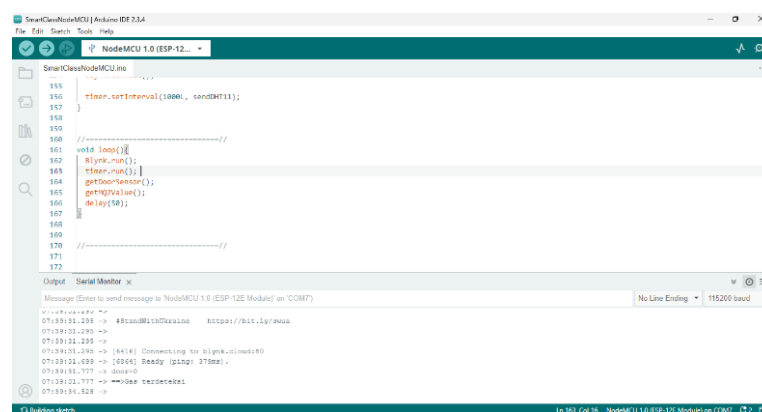 SmartClassNodeMCU | Arduino IDE 2.3.4
File Edit Sketch Tools Help
NodeMCU 1.0 (ESP-12...
SmartClassNodeMCU.ino
155
156 timer.setInterval(1000L, sendDHT11);
157 }
158
159
160 //-------------------------------//
161 void loop(){
162 Blynk.run();
163 timer.run();
164 getDoorSensor();
165 getMQ2Value();
166 delay(50);
167 }
168
169
170 //-------------------------------//
171
172
Output Serial Monitor x
Message (Enter to send message to 'NodeMCU 1.0 (ESP-12E Module)' on 'COM7')
No Line Ending 115200 baud
07:39:31.295 -> #StandWithUkraine https://bit.ly/swua
07:39:31.295 ->
07:39:31.295 ->
07:39:31.295 -> [6416] Connecting to blynk.cloud:80
07:39:31.699 -> [6864] Ready (ping: 379ms).
07:39:31.777 -> door=0
07:39:31.777 -> ==>Gas terdeteksi
07:39:34.928 ->
Building sketch
Ln 163, Col 16 NodeMCU 1.0 (ESP-12E Module) on COM7 2